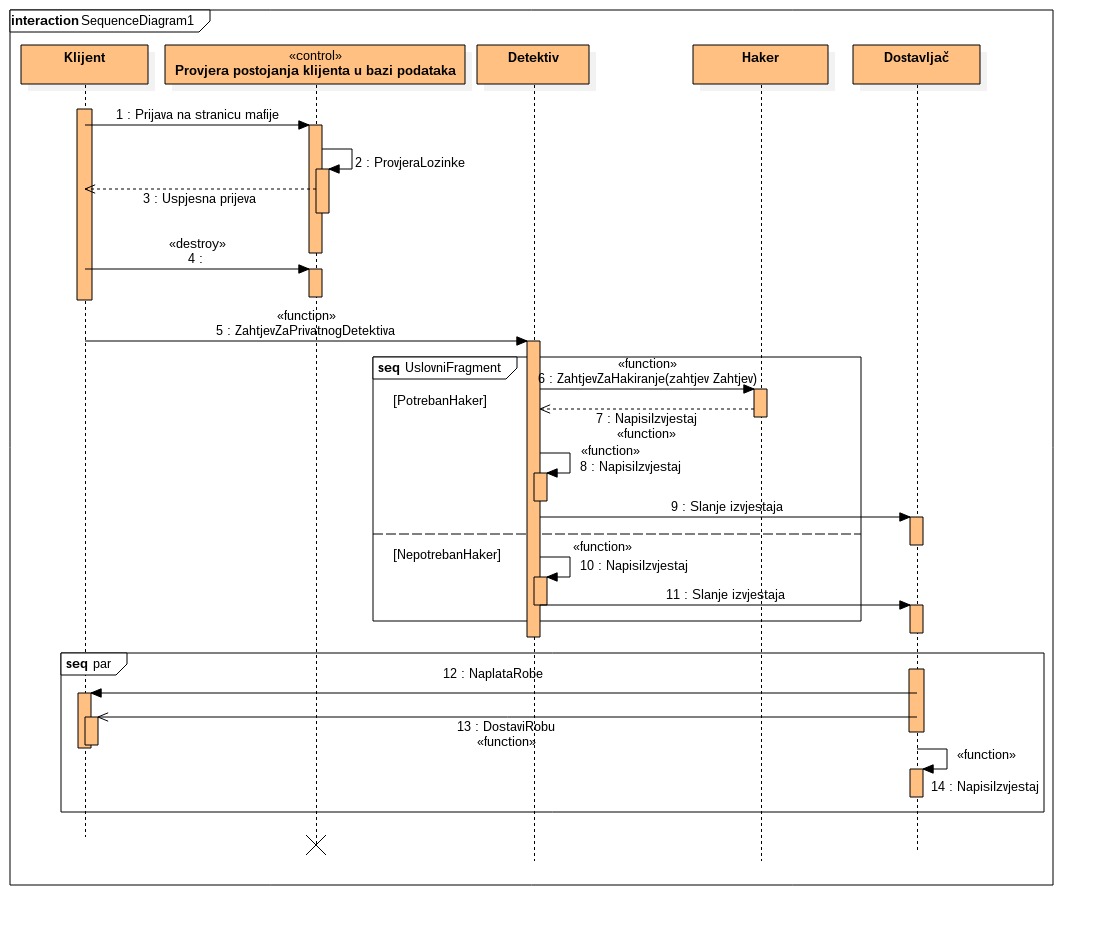 interaction SequenceDiagram1
Klijent
«control»
Provjera postojanja klijenta u bazi podataka
Detektiv
Haker
Dostavljač
1 : Prijava na stranicu mafije
2 : ProvjeraLozinke
3 : Uspjesna prijeva
«destroy»
4 :
«function»
5 : ZahtjevZaPrivatnogDetektiva
seq UslovniFragment
«function»
6 : ZahtjevZaHakiranje(zahtjev Zahtjev)
[PotrebanHaker]
7 : NapisiIzvjestaj
«function»
«function»
8 : NapisiIzvjestaj
9 : Slanje izvjestaja
[NepotrebanHaker]
«function»
10 : NapisiIzvjestaj
11 : Slanje izvjestaja
seq par
12 : NaplataRobe
13 : DostaviRobu
«function»
«function»
14 : NapisiIzvjestaj